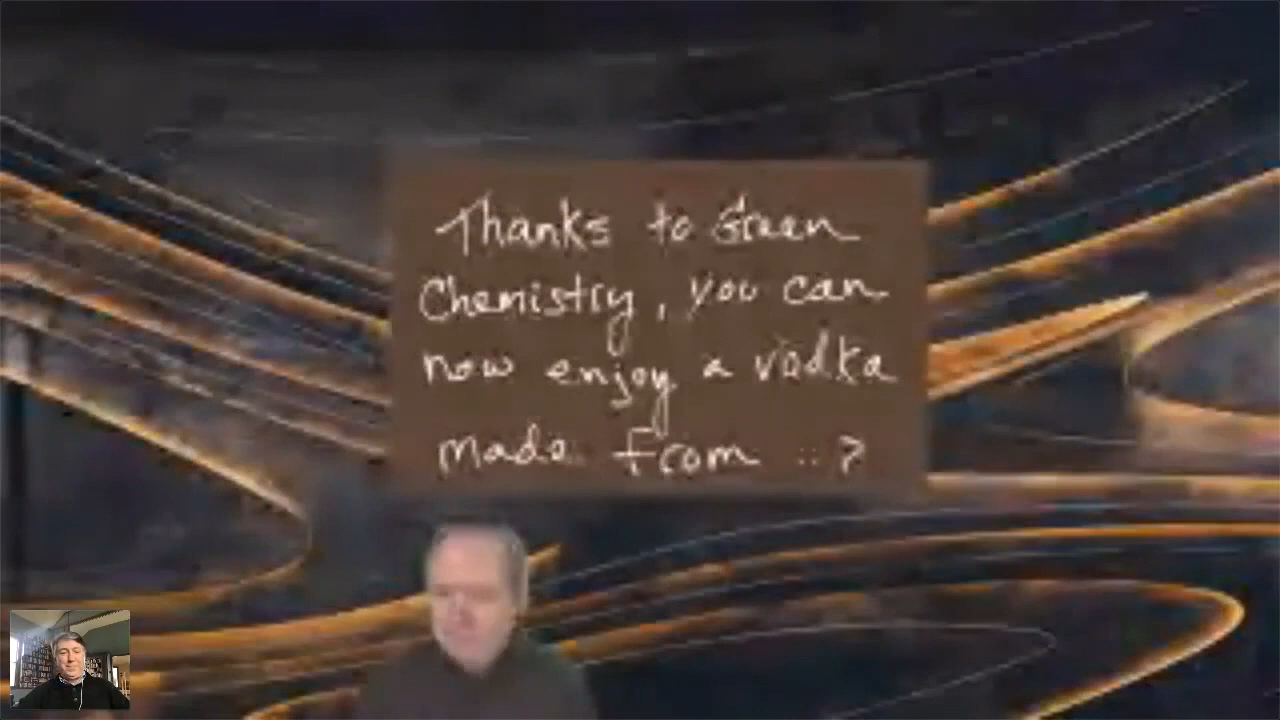 Thanks to Green
Chemistry, you can
now enjoy a vodka
made from ..?